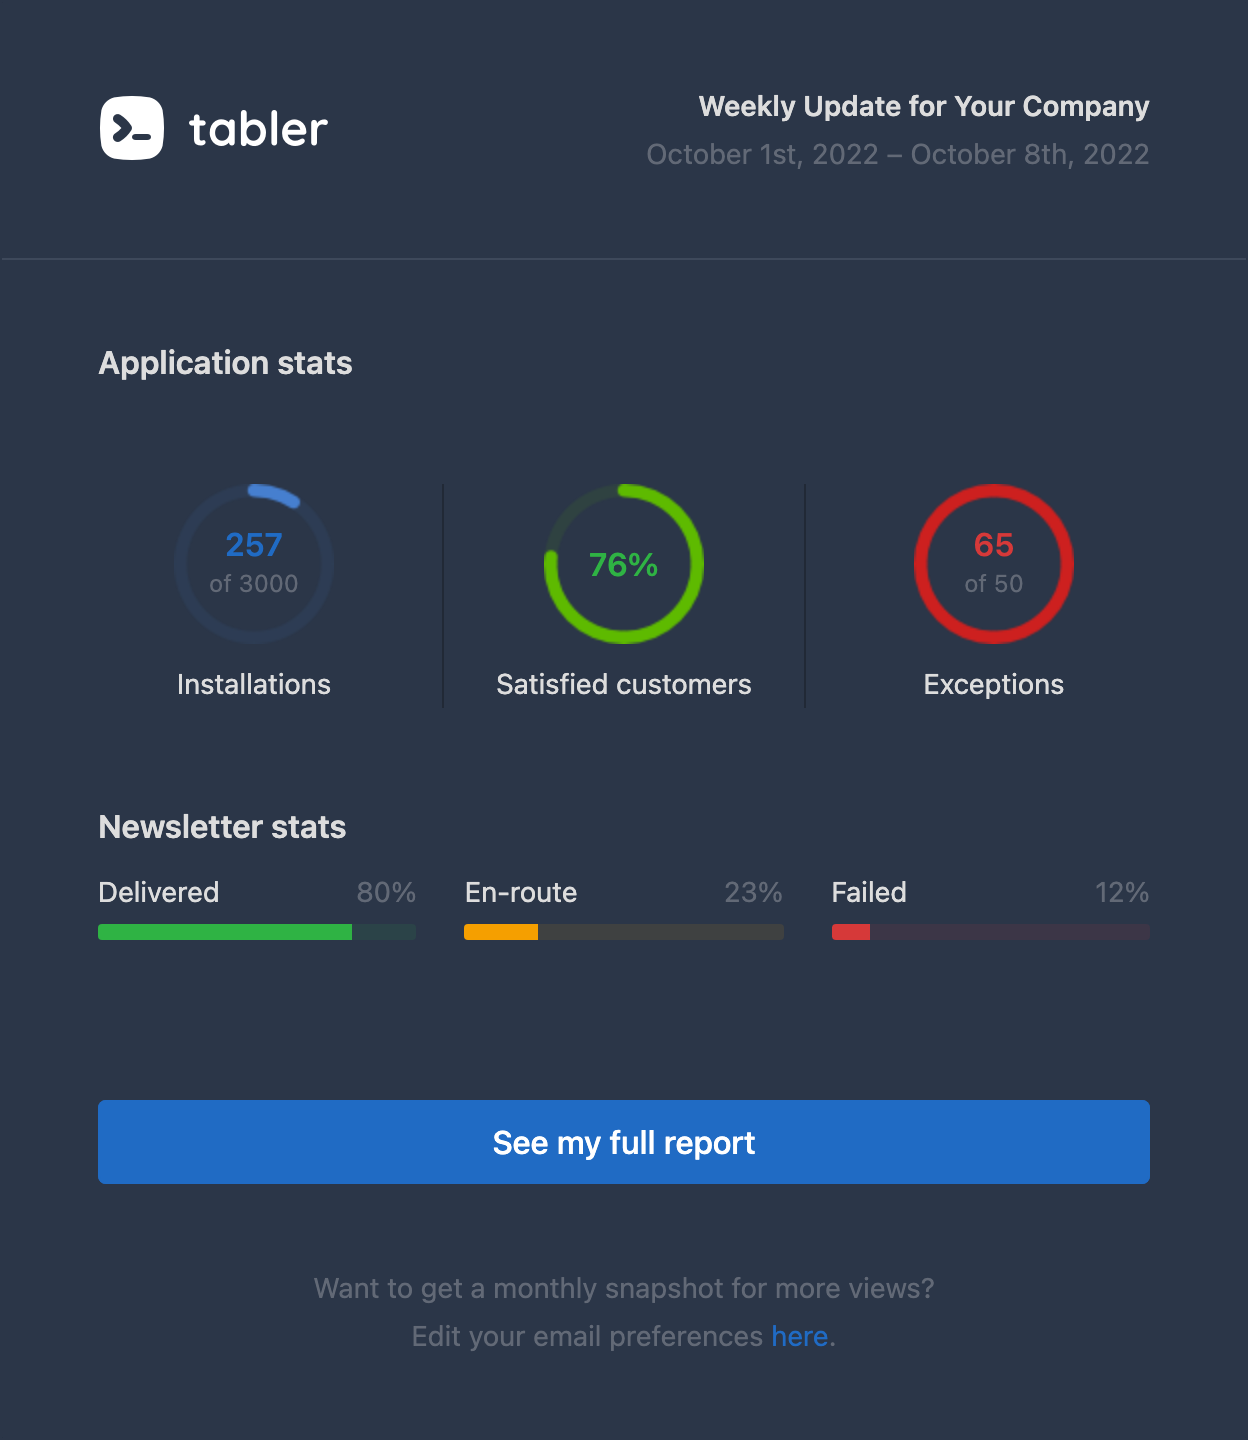 tabler
Weekly Update for Your Company
October 1st, 2022 – October 8th, 2022
Application stats
257
of 3000
Installations
76%
Satisfied customers
65
of 50
Exceptions
Newsletter stats
Delivered 80%
En-route 23%
Failed 12%
See my full report
Want to get a monthly snapshot for more views?
Edit your email preferences here.